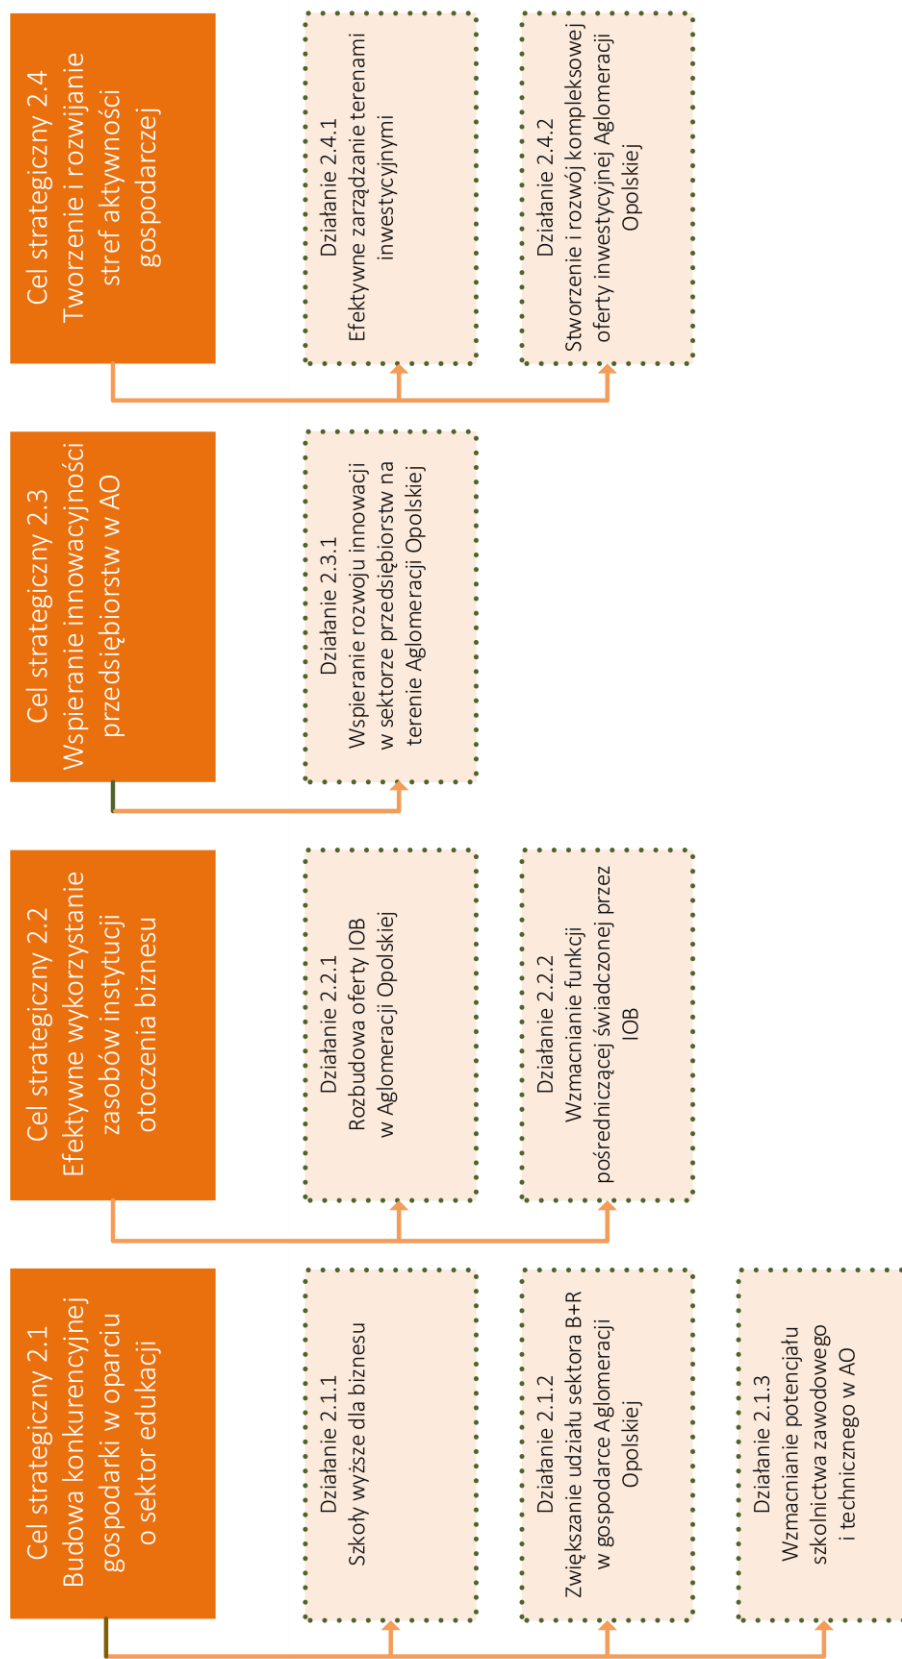 Cel strategiczny 2.1
Budowa konkurencyjnej
gospodarki w oparciu
o sektor edukacji
Działanie 2.1.1
Szkoły wyższe dla biznesu
Działanie 2.1.2
Zwiększanie udziału sektora B+R
w gospodarce Aglomeracji
Opolskiej
Działanie 2.1.3
Wzmacnianie potencjału
szkolnictwa zawodowego
i technicznego w AO
Cel strategiczny 2.2
Efektywne wykorzystanie
zasobów instytucji
otoczenia biznesu
Działanie 2.2.1
Rozbudowa oferty IOB
w Aglomeracji Opolskiej
Działanie 2.2.2
Wzmacnianie funkcji
pośredniczącej świadczonej przez
IOB
Cel strategiczny 2.3
Wspieranie innowacyjności
przedsiębiorstw w AO
Działanie 2.3.1
Wspieranie rozwoju innowacji
w sektorze przedsiębiorstw na
terenie Aglomeracji Opolskiej
Cel strategiczny 2.4
Tworzenie i rozwijanie
stref aktywności
gospodarczej
Działanie 2.4.1
Efektywne zarządzanie terenami
inwestycyjnymi
Działanie 2.4.2
Stworzenie i rozwój kompleksowej
oferty inwestycyjnej Aglomeracji
Opolskiej